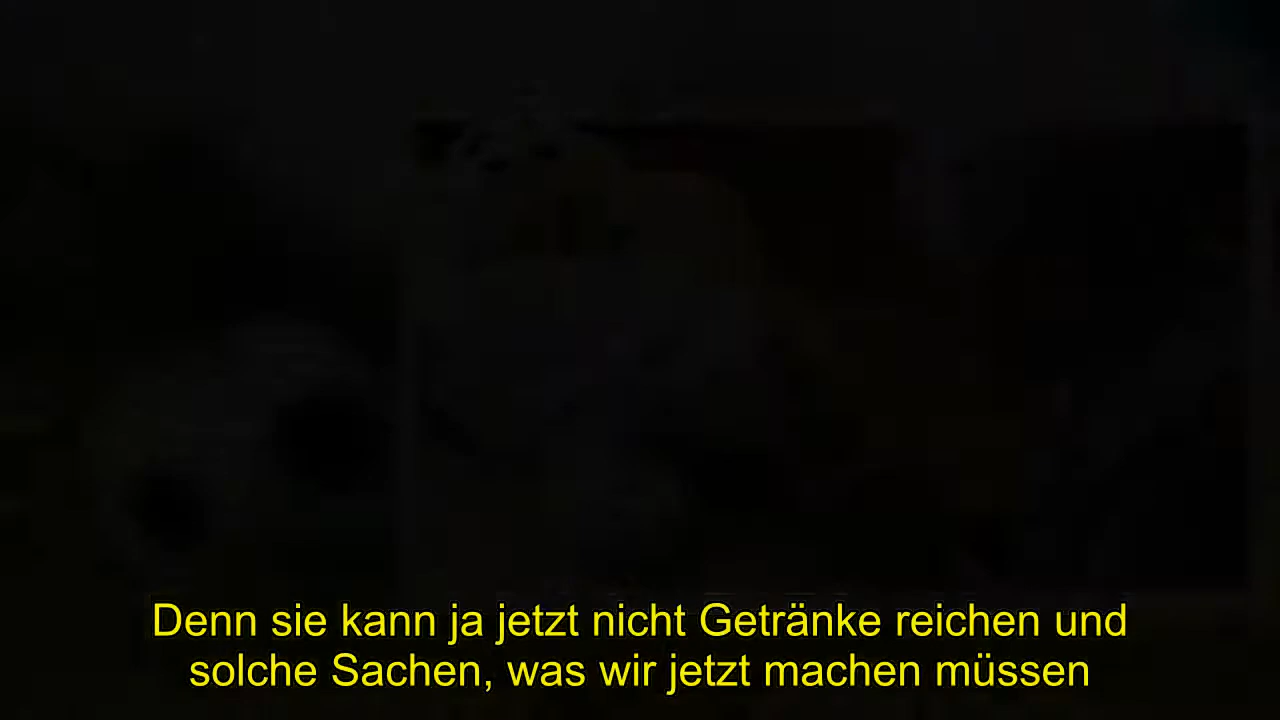 Denn sie kann ja jetzt nicht Getränke reichen und
solche Sachen, was wir jetzt machen müssen